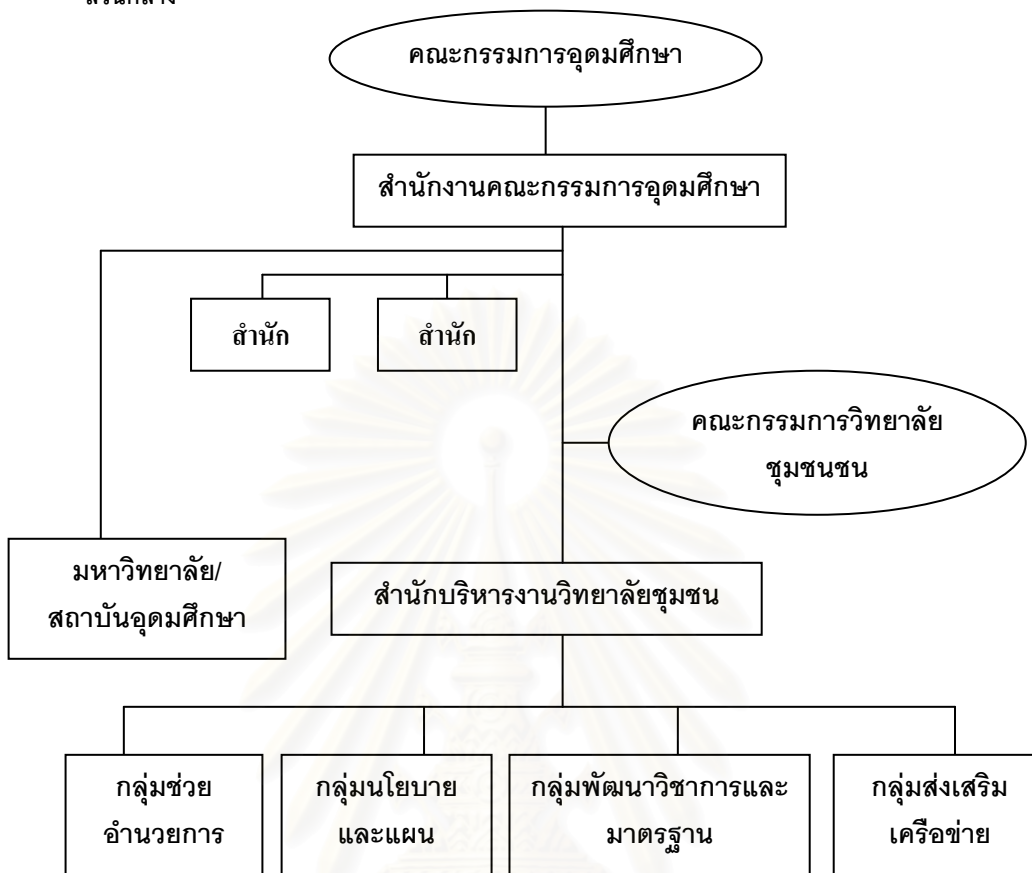 คณะกรรมการอุดมศึกษา
สำนักงานคณะกรรมการอุดมศึกษา
สำนัก
สำนัก
คณะกรรมการวิทยาลัย
ชุมชนชน
มหาวิทยาลัย/
สถาบันอุดมศึกษา
สำนักบริหารงานวิทยาลัยชุมชน
กลุ่มช่วย
อำนวยการ
กลุ่มนโยบาย
และแผน
กลุ่มพัฒนาวิชาการและ
มาตรฐาน
กลุ่มส่งเสริม
เครือข่าย